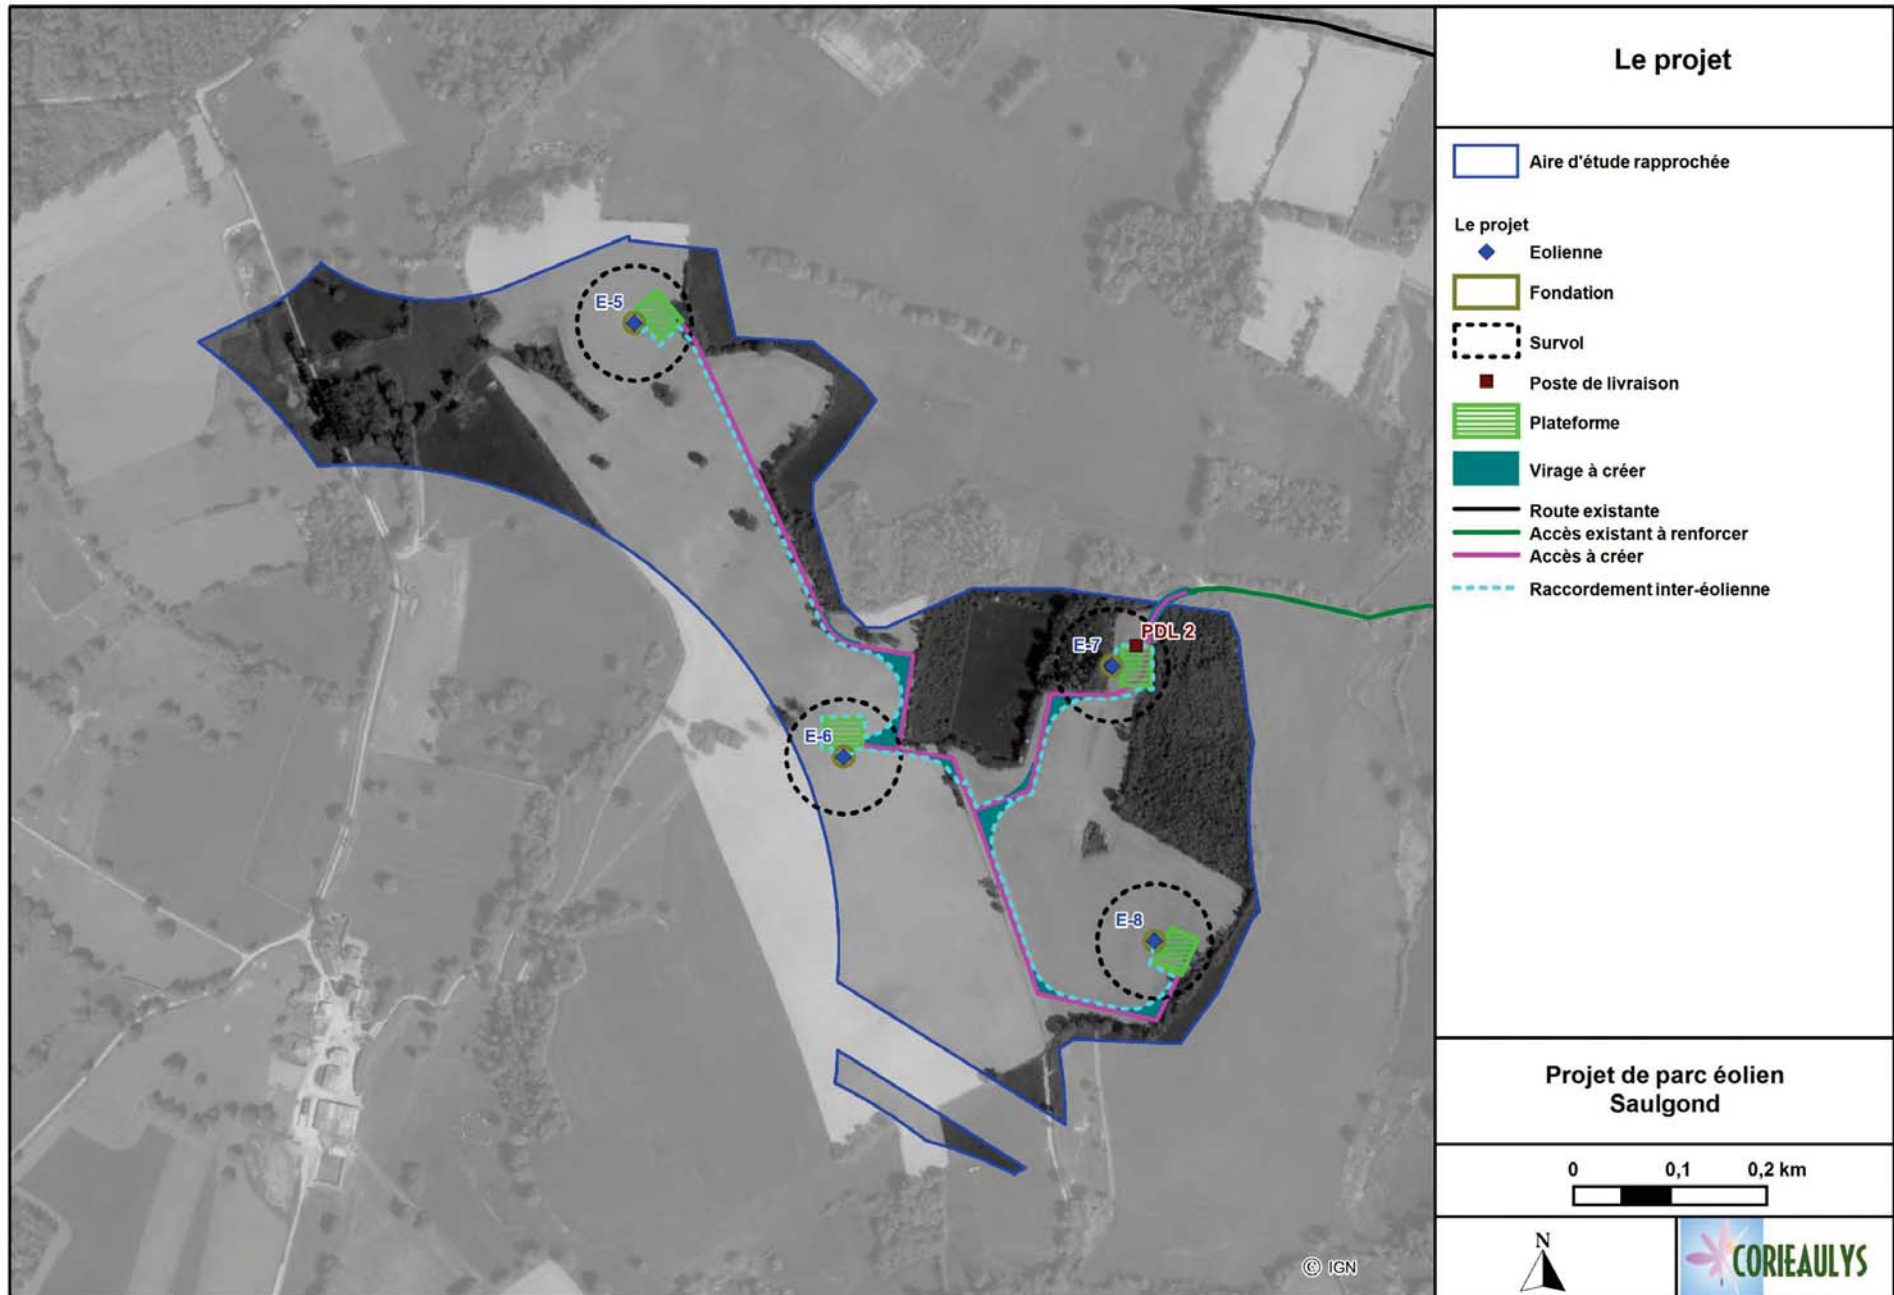 Le projet
Aire d'étude rapprochée
Le projet
Eolienne
Fondation
Survol
Poste de livraison
Plateforme
Virage à créer
Route existante
Accès existant à renforcer
Accès à créer
Raccordement inter-éolienne
E-5
PDL 2
E-7
E-6
E-8
© IGN
Projet de parc éolien
Saulgond
0 0,1 0,2 km
N
CORIEAULYS